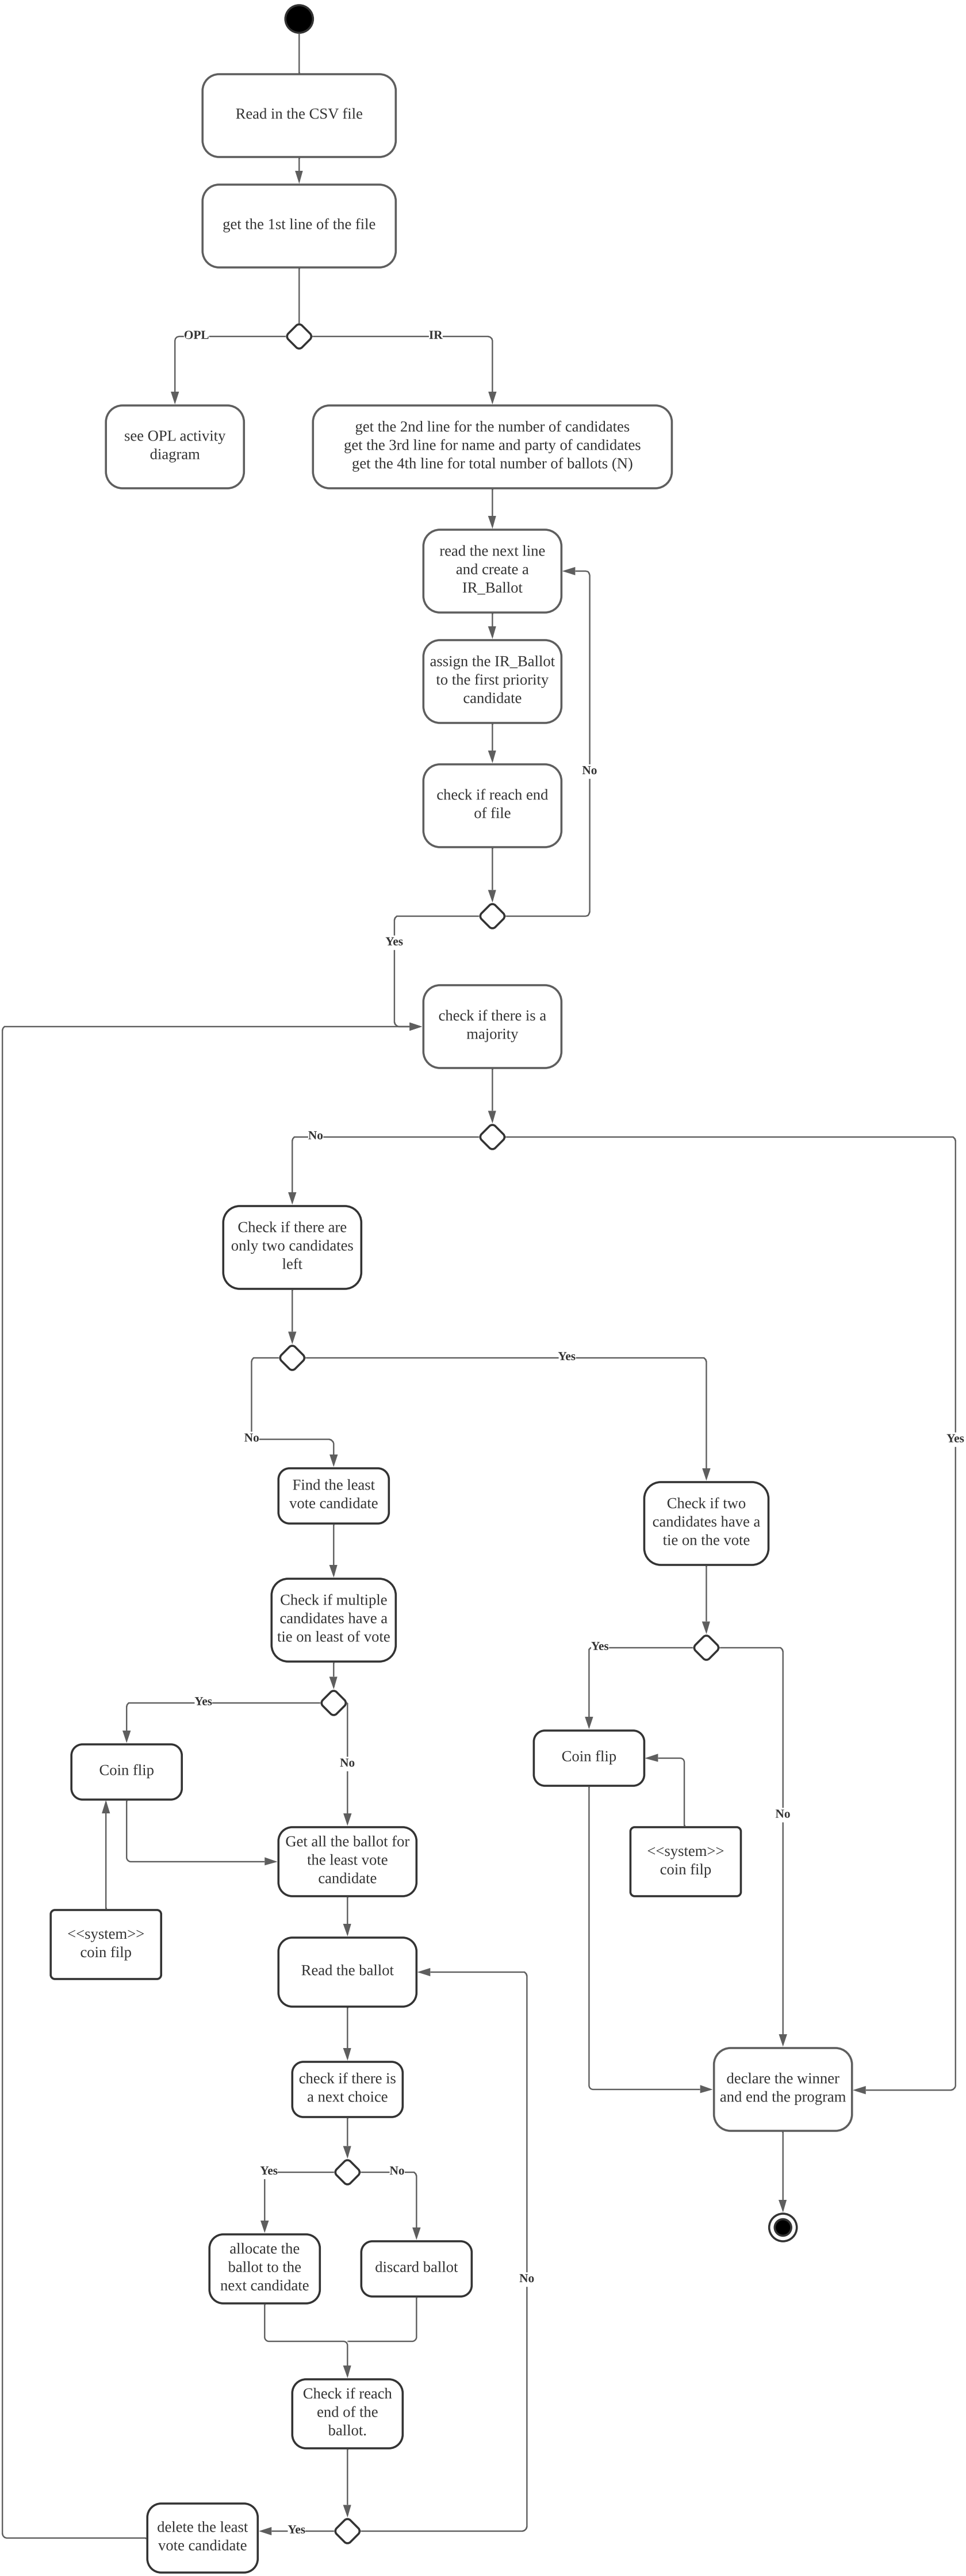 Read in the CSV file
get the 1st line of the file
OPL
IR
see OPL activity
diagram
get the 2nd line for the number of candidates
get the 3rd line for name and party of candidates
get the 4th line for total number of ballots (N)
read the next line
and create a
IR_Ballot
assign the IR_Ballot
to the first priority
candidate
No
check if reach end
of file
Yes
check if there is a
majority
No
Check if there are
only two candidates
left
Yes
No
Yes
Find the least
vote candidate
Check if two
candidates have a
tie on the vote
Check if multiple
candidates have a
tie on least of vote
Yes
Yes
No
Coin flip
Coin flip
No
Get all the ballot for
the least vote
candidate
<<system>>
coin filp
<<system>>
coin filp
Read the ballot
check if there is
a next choice
declare the winner
and end the program
Yes
No
allocate the
ballot to the
next candidate
discard ballot
No
Check if reach
end of the
ballot.
delete the least
vote candidate
Yes